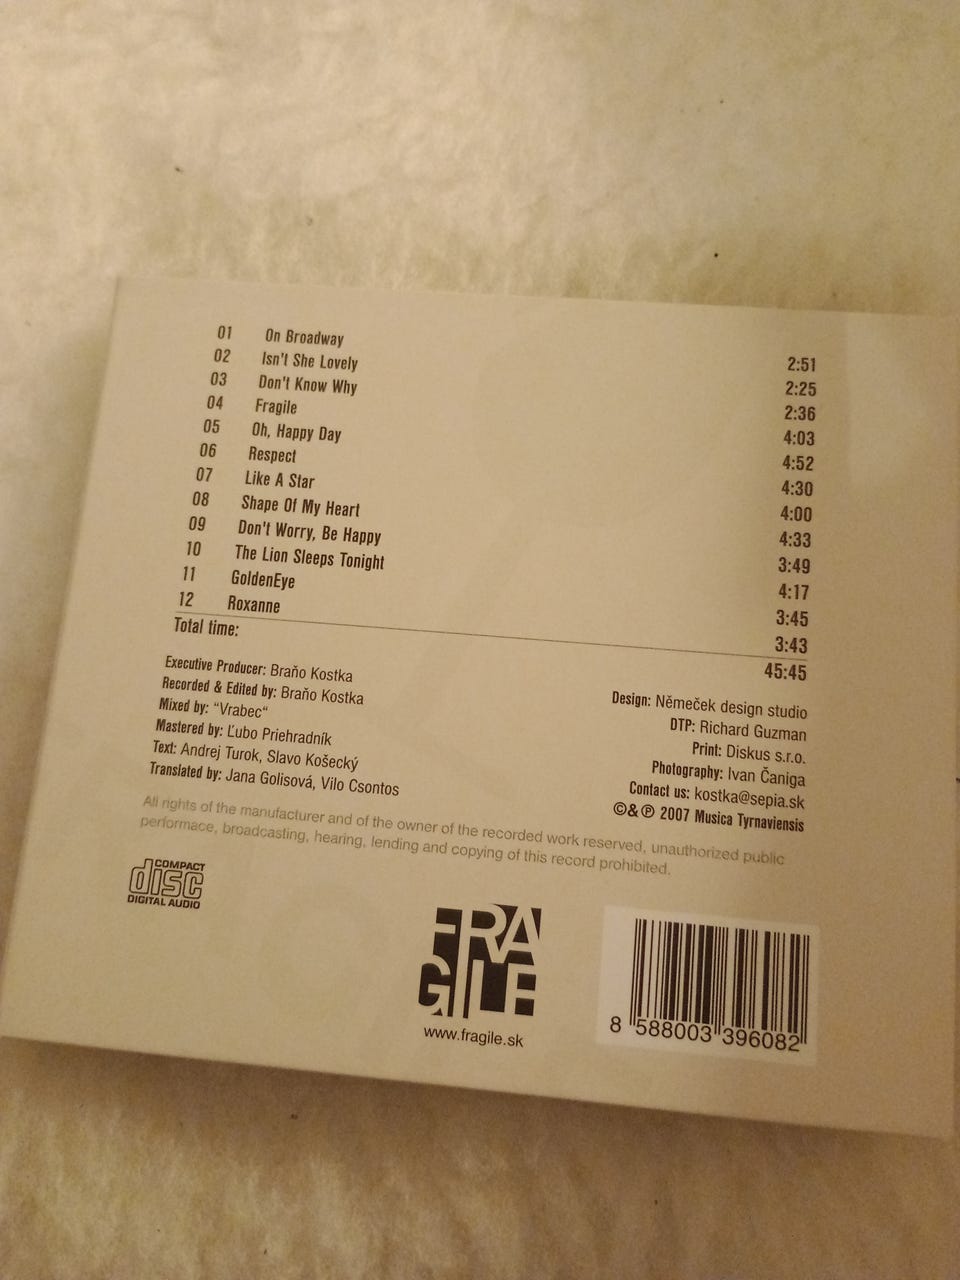 01 On Broadway 2:51
02 Isn't She Lovely 2:25
03 Don't Know Why 2:36
04 Fragile 4:03
05 Oh, Happy Day 4:52
06 Respect 4:30
07 Like A Star 4:00
08 Shape Of My Heart 4:33
09 Don't Worry, Be Happy 3:49
10 The Lion Sleeps Tonight 4:17
11 GoldenEye 3:45
12 Roxanne 3:43
Total time: 45:45
Executive Producer: Braňo Kostka
Recorded & Edited by: Braňo Kostka
Mixed by: "Vrabec“
Mastered by: Ľubo Priehradník
Text: Andrej Turok, Slavo Košecký
Translated by: Jana Golisová, Vilo Csontos
Design: Němeček design studio
DTP: Richard Guzman
Print: Diskus s.r.o.
Photography: Ivan Čaniga
Contact us: kostka@sepia.sk
©&℗ 2007 Musica Tyrnaviensis
All rights of the manufacturer and of the owner of the recorded work reserved, unauthorized public
performace, broadcasting, hearing, lending and copying of this record prohibited.
COMPACT
disc
DIGITAL AUDIO
FRA
GILE
www.fragile.sk
8 588003 396082